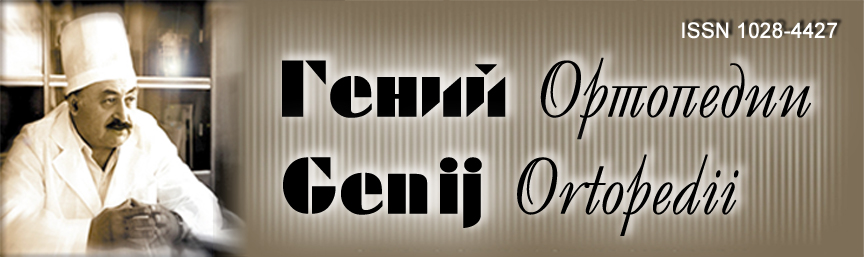 ISSN 1028-4427
Гений Ортопедии
Genij Ortopedii